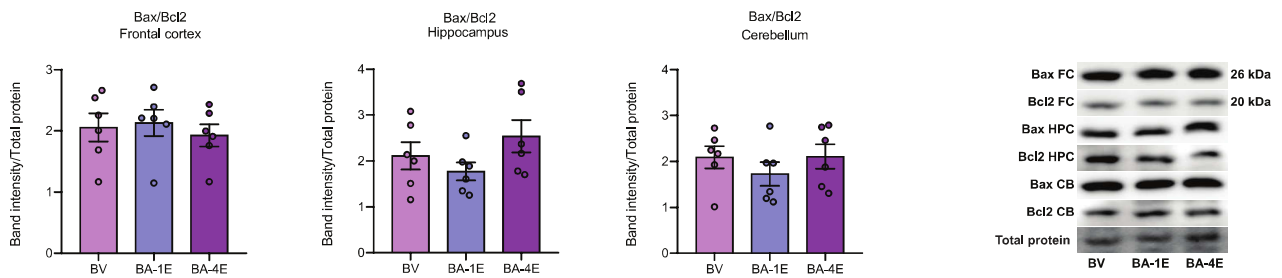 Bax/Bcl2
Frontal cortex
Band intensity/Total protein
3
2
1
0
BV
BA-1E
BA-4E
Bax/Bcl2
Hippocampus
Band intensity/Total protein
4
3
2
1
0
BV
BA-1E
BA-4E
Bax/Bcl2
Cerebellum
Band intensity/Total protein
4
3
2
1
0
BV
BA-1E
BA-4E
Bax FC 26 kDa
Bcl2 FC 20 kDa
Bax HPC
Bcl2 HPC
Bax CB
Bcl2 CB
Total protein
BV BA-1E BA-4E